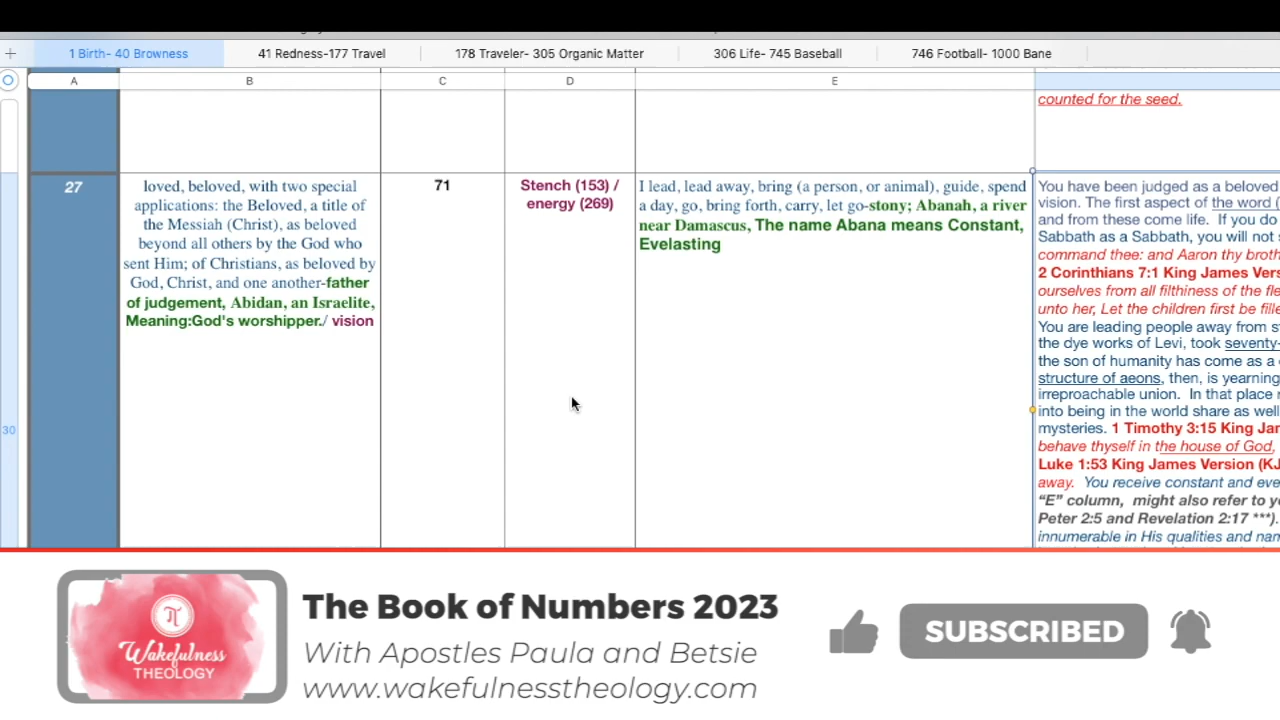 1 Birth- 40 Browness
41 Redness-177 Travel
178 Traveler- 305 Organic Matter
306 Life- 745 Baseball
746 Football- 1000 Bane
A
B
C
D
E
counted for the seed.
27
loved, beloved, with two special
applications: the Beloved, a title of
the Messiah (Christ), as beloved
beyond all others by the God who
sent Him; of Christians, as beloved by
God, Christ, and one another-father
of judgement, Abidan, an Israelite,
Meaning:God's worshipper./ vision
71
Stench (153) /
energy (269)
I lead, lead away, bring (a person, or animal), guide, spend
a day, go, bring forth, carry, let go-stony; Abanah, a river
near Damascus, The name Abana means Constant,
Evelasting
You have been judged as a beloved
vision. The first aspect of the word (
and from these come life. If you do
Sabbath as a Sabbath, you will not
command thee: and Aaron thy broth
2 Corinthians 7:1 King James Vers
ourselves from all filthiness of the fle
unto her, Let the children first be fille
You are leading people away from s
the dye works of Levi, took seventy-
the son of humanity has come as a
structure of aeons, then, is yearning
irreproachable union. In that place
into being in the world share as well
mysteries. 1 Timothy 3:15 King Jar
behave thyself in the house of God,
Luke 1:53 King James Version (KJ
away. You receive constant and eve
"E" column, might also refer to yo
Peter 2:5 and Revelation 2:17 ***).
innumerable in His qualities and nan
30
π
Wakefulness
THEOLOGY
The Book of Numbers 2023
With Apostles Paula and Betsie
www.wakefulnesstheology.com
SUBSCRIBED